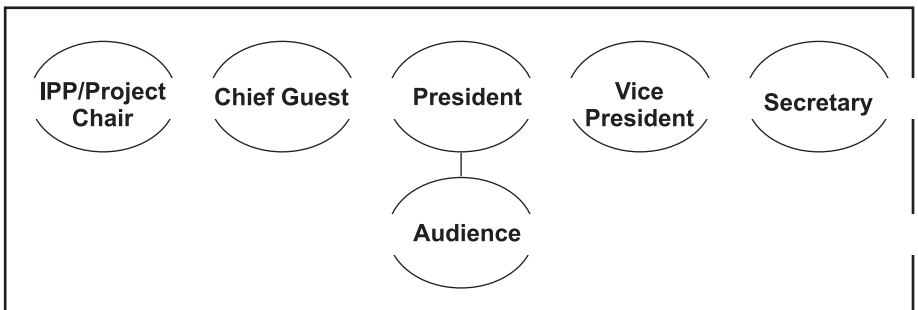 IPP/Project
Chair
Chief Guest
President
Vice
President
Secretary
Audience